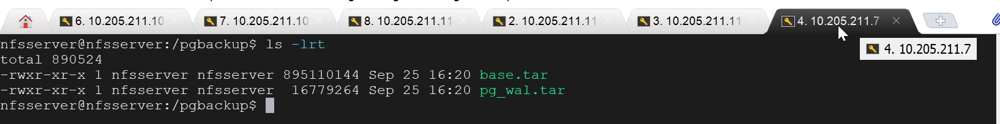 6. 10.205.211.10
7. 10.205.211.10
8. 10.205.211.11
2. 10.205.211.11
3. 10.205.211.11
4. 10.205.211.7
nfsserver@nfsserver:/pgbackup$ ls -lrt
4. 10.205.211.7
total 890524
-rwxr-xr-x 1 nfsserver nfsserver 895110144 Sep 25 16:20 base.tar
-rwxr-xr-x 1 nfsserver nfsserver  16779264 Sep 25 16:20 pg_wal.tar
nfsserver@nfsserver:/pgbackup$